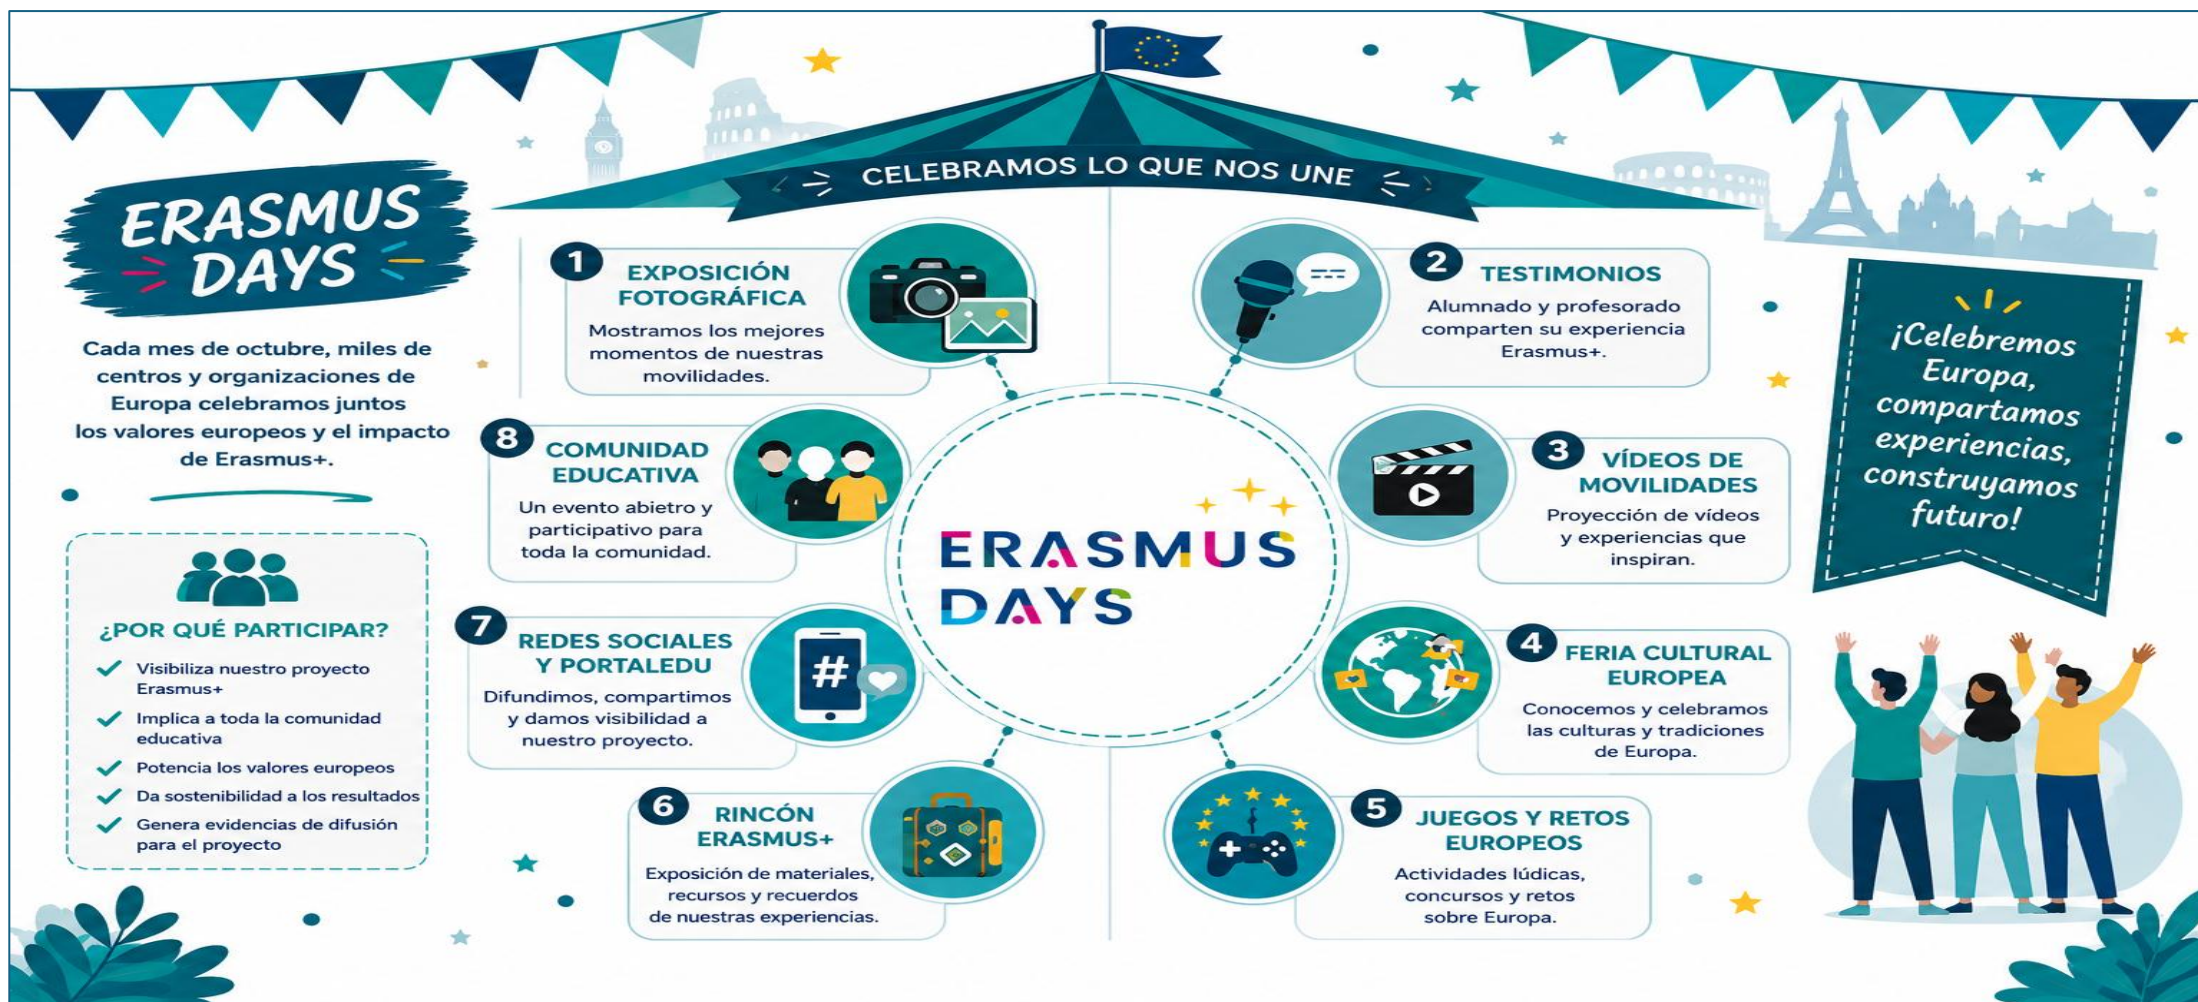 CELEBRAMOS LO QUE NOS UNE
ERASMUS
DAYS
Cada mes de octubre, miles de
centros y organizaciones de
Europa celebramos juntos
los valores europeos y el impacto
de Erasmus+.
¿POR QUÉ PARTICIPAR?
Visibiliza nuestro proyecto
Erasmus+
Implica a toda la comunidad
educativa
Potencia los valores europeos
Da sostenibilidad a los resultados
Genera evidencias de difusión
para el proyecto
1
EXPOSICIÓN
FOTOGRÁFICA
Mostramos los mejores
momentos de nuestras
movilidades.
2
TESTIMONIOS
Alumnado y profesorado
comparten su experiencia
Erasmus+.
3
VÍDEOS DE
MOVILIDADES
Proyección de vídeos
y experiencias que
inspiran.
4
FERIA CULTURAL
EUROPEA
Conocemos y celebramos
las culturas y tradiciones
de Europa.
5
JUEGOS Y RETOS
EUROPEOS
Actividades lúdicas,
concursos y retos
sobre Europa.
6
RINCÓN
ERASMUS+
Exposición de materiales,
recursos y recuerdos
de nuestras experiencias.
7
REDES SOCIALES
Y PORTALEDU
Difundimos, compartimos
y damos visibilidad a
nuestro proyecto.
#
8
COMUNIDAD
EDUCATIVA
Un evento abietro y
participativo para
toda la comunidad.
ERASMUS
DAYS
¡Celebremos
Europa,
compartamos
experiencias,
construyamos
futuro!